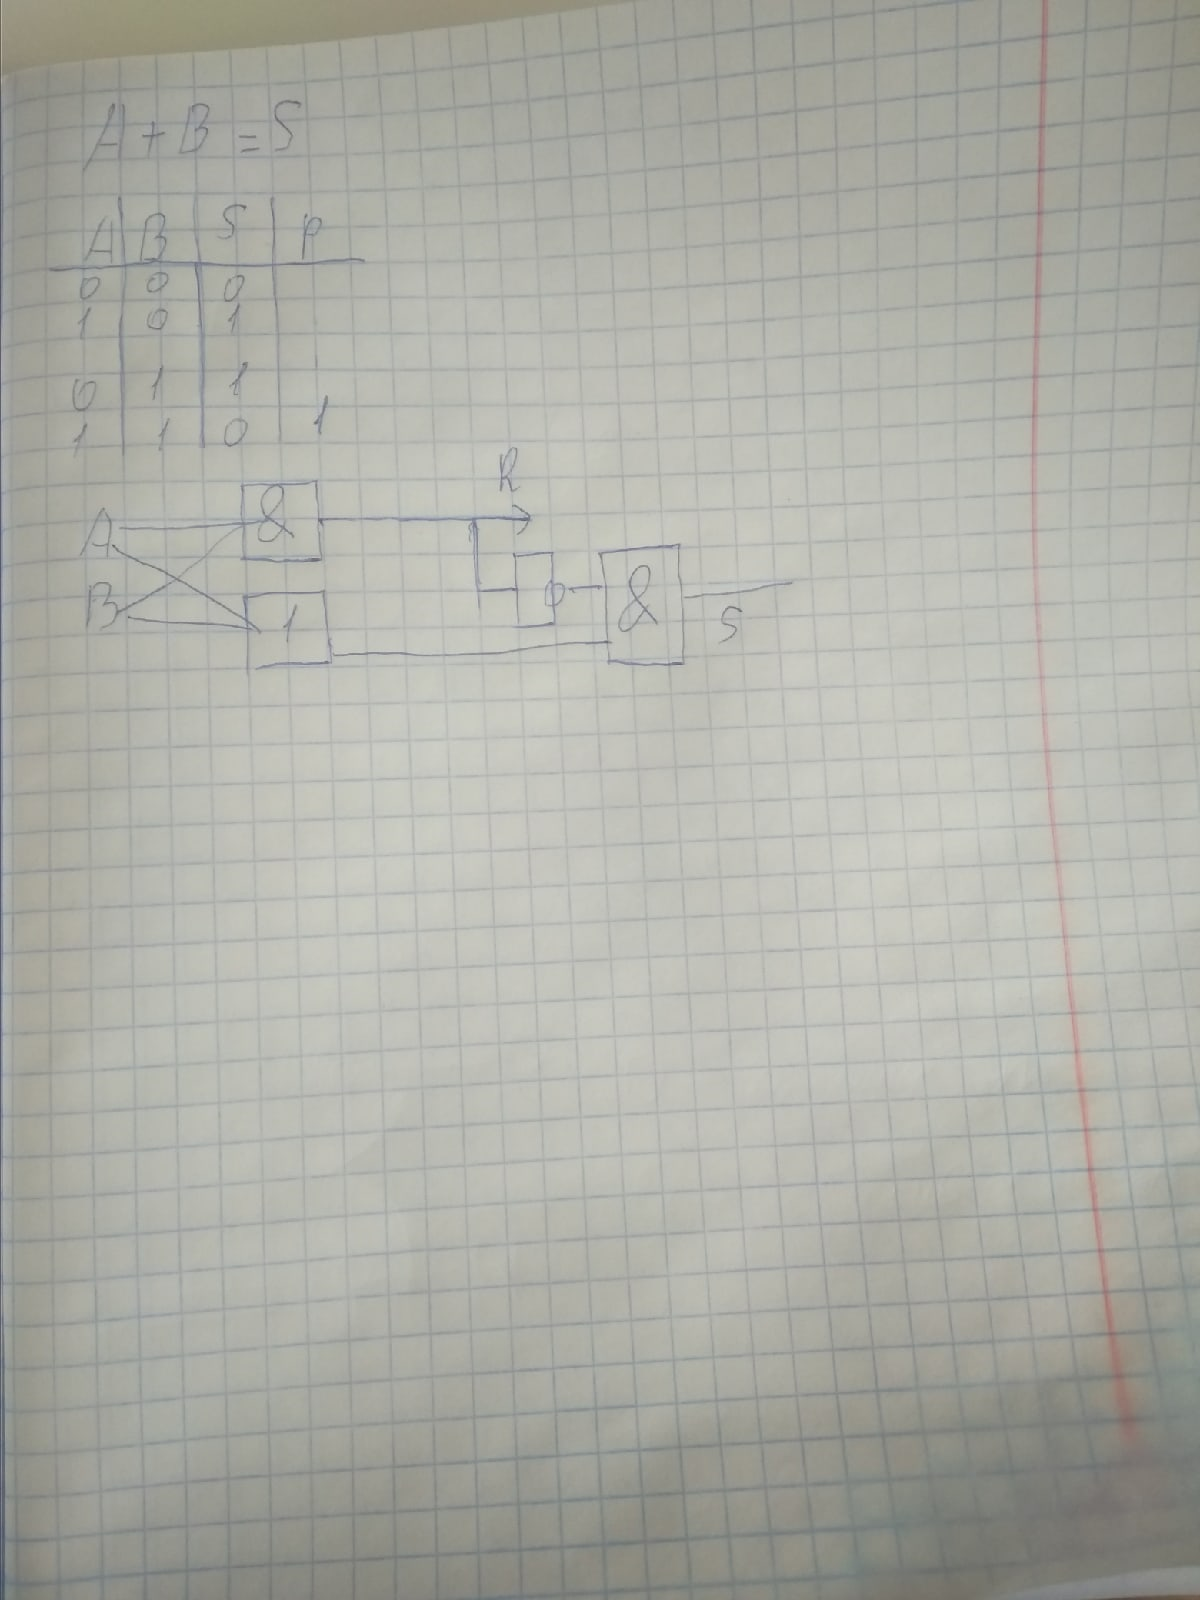 A + B = S
A B S P
0 0 0
1 0 1
0 1 1
1 1 0 1
R
A &
&
B 1
S